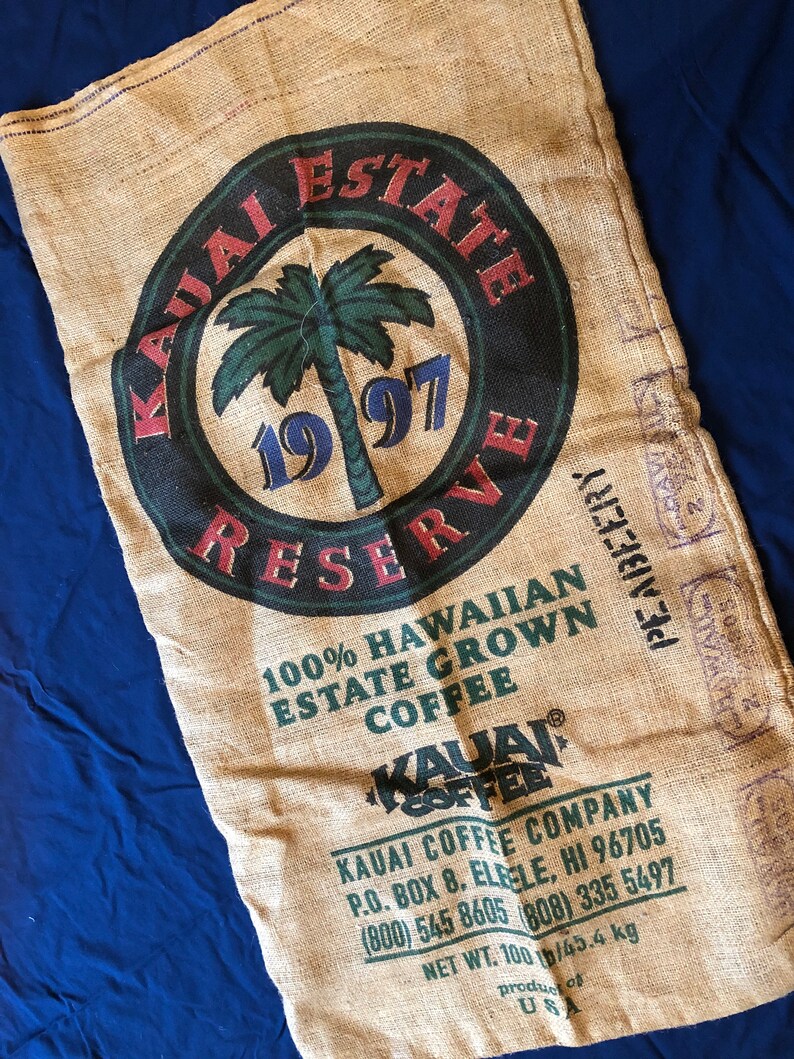 KAUAI ESTATE
1997
RESERVE
PEABEERY
100% HAWAIIAN
ESTATE GROWN
COFFEE
KAUAI®
COFFEE
KAUAI COFFEE COMPANY
P.O. BOX 8, ELEELE, HI 96705
(800) 545 8605 (808) 335 5497
NET WT. 100 lb/45.4 kg
product of
USA